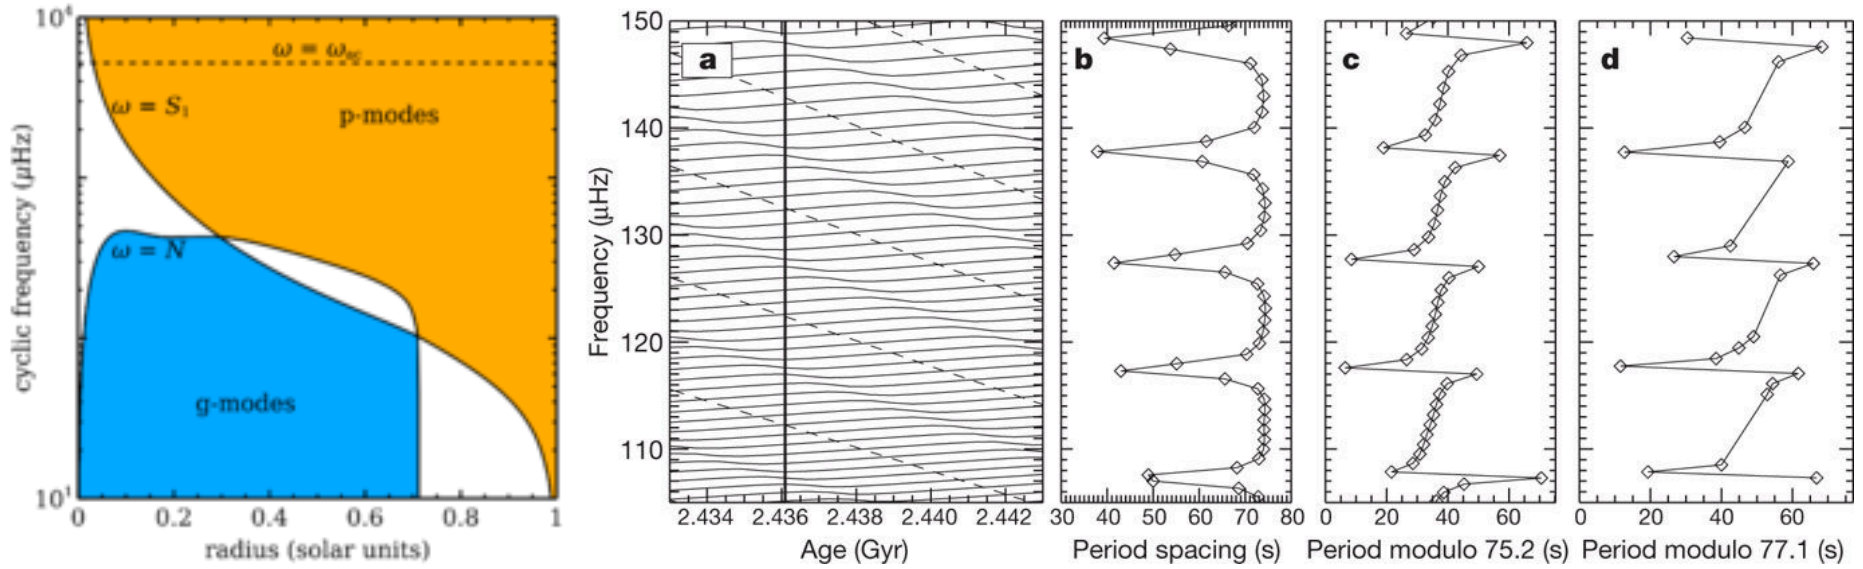 10⁴
cyclic frequency (μHz)
10¹
ω = ω_ac
ω = S₁
p-modes
ω = N
g-modes
0 0.2 0.4 0.6 0.8 1
radius (solar units)
150
140
130
120
110
Frequency (μHz)
a
2.434 2.436 2.438 2.440 2.442
Age (Gyr)
b
30 40 50 60 70 80
Period spacing (s)
c
0 20 40 60
Period modulo 75.2 (s)
d
0 20 40 60
Period modulo 77.1 (s)